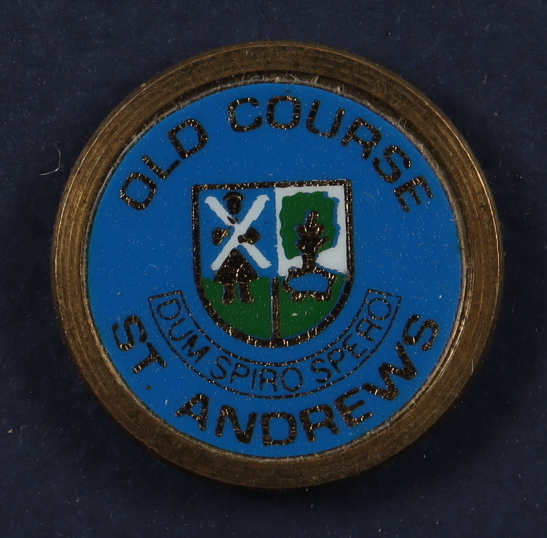 OLD COURSE
DUM SPIRO SPERO
ST ANDREWS